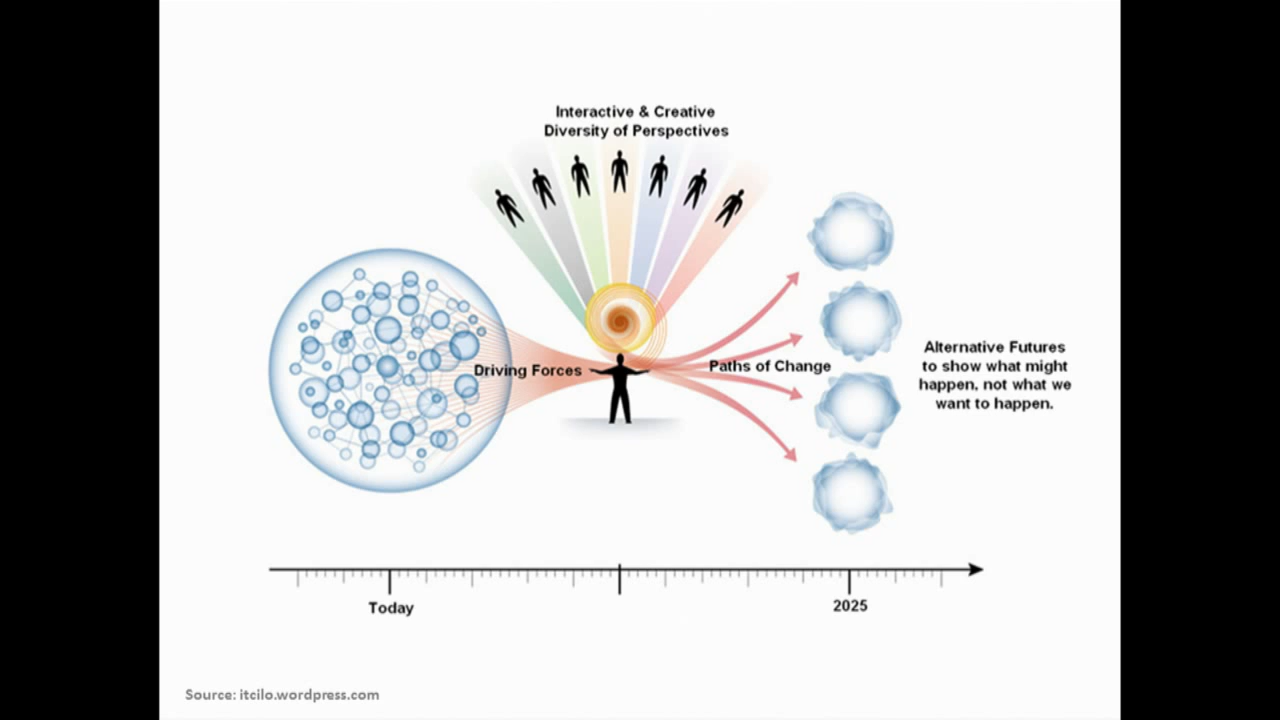 Interactive & Creative
Diversity of Perspectives
Driving Forces
Paths of Change
Alternative Futures
to show what might
happen, not what we
want to happen.
Today
2025
Source: itcilo.wordpress.com